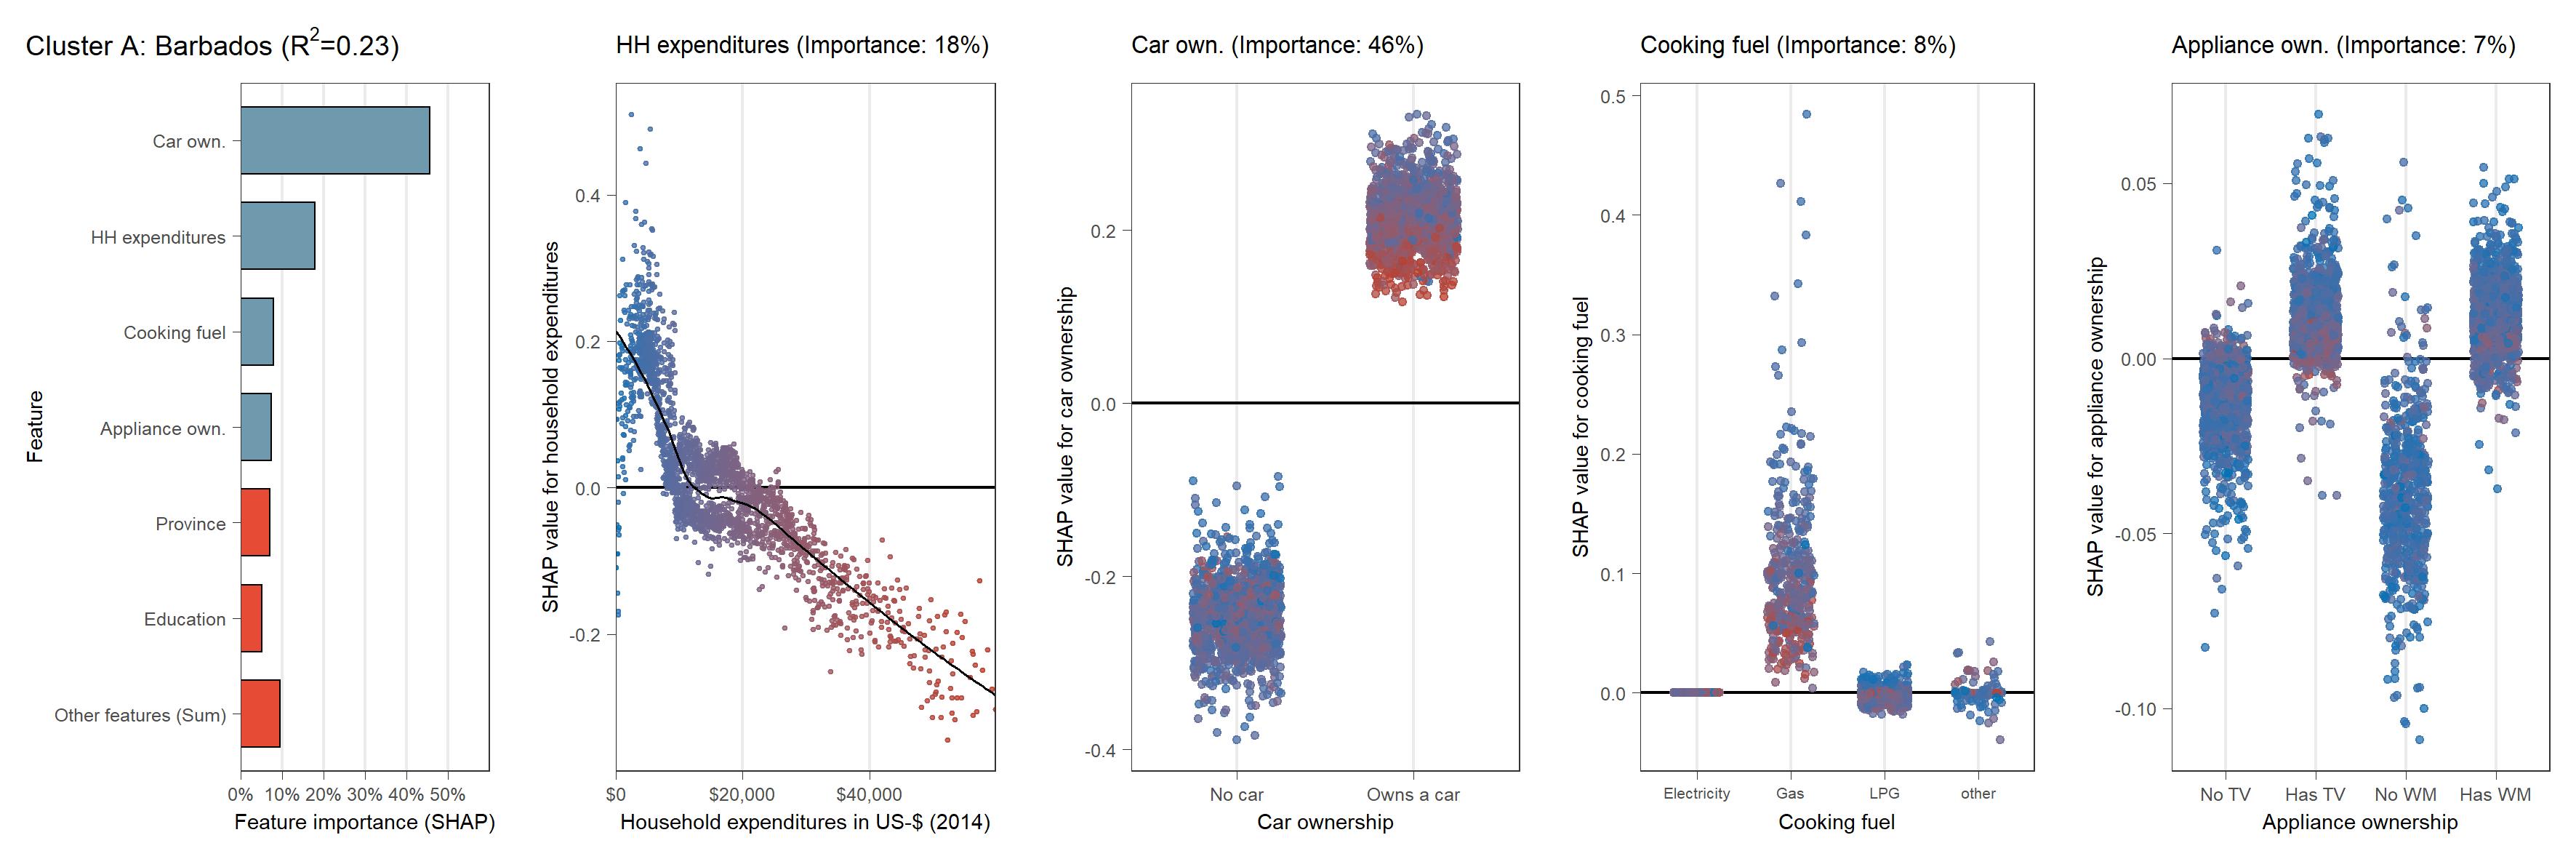 Cluster A: Barbados (R²=0.23)
Feature
Car own.
HH expenditures
Cooking fuel
Appliance own.
Province
Education
Other features (Sum)
0% 10% 20% 30% 40% 50%
Feature importance (SHAP)
HH expenditures (Importance: 18%)
SHAP value for household expenditures
0.4
0.2
0.0
-0.2
$0 $20,000 $40,000
Household expenditures in US-$ (2014)
Car own. (Importance: 46%)
SHAP value for car ownership
0.2
0.0
-0.2
-0.4
No car Owns a car
Car ownership
Cooking fuel (Importance: 8%)
SHAP value for cooking fuel
0.5
0.4
0.3
0.2
0.1
0.0
Electricity Gas LPG other
Cooking fuel
Appliance own. (Importance: 7%)
SHAP value for appliance ownership
0.05
0.00
-0.05
-0.10
No TV Has TV No WM Has WM
Appliance ownership